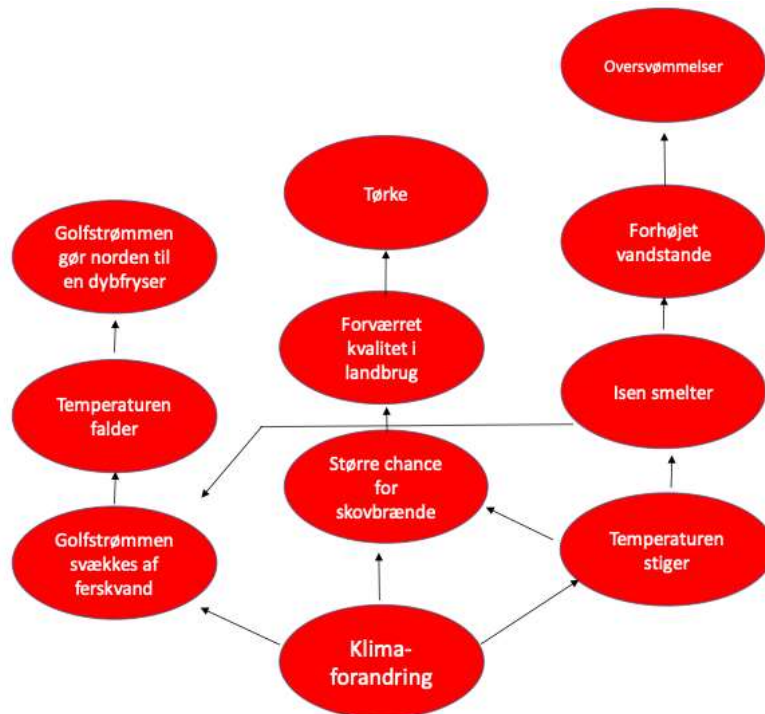 Oversvømmelser
Tørke
Golfstrømmen
gør norden til
en dybfryser
Forhøjet
vandstande
Forværret
kvalitet i
landbrug
Temperaturen
falder
Isen smelter
Større chance
for
skovbrænde
Golfstrømmen
svækkes af
ferskvand
Temperaturen
stiger
Klima-
forandring